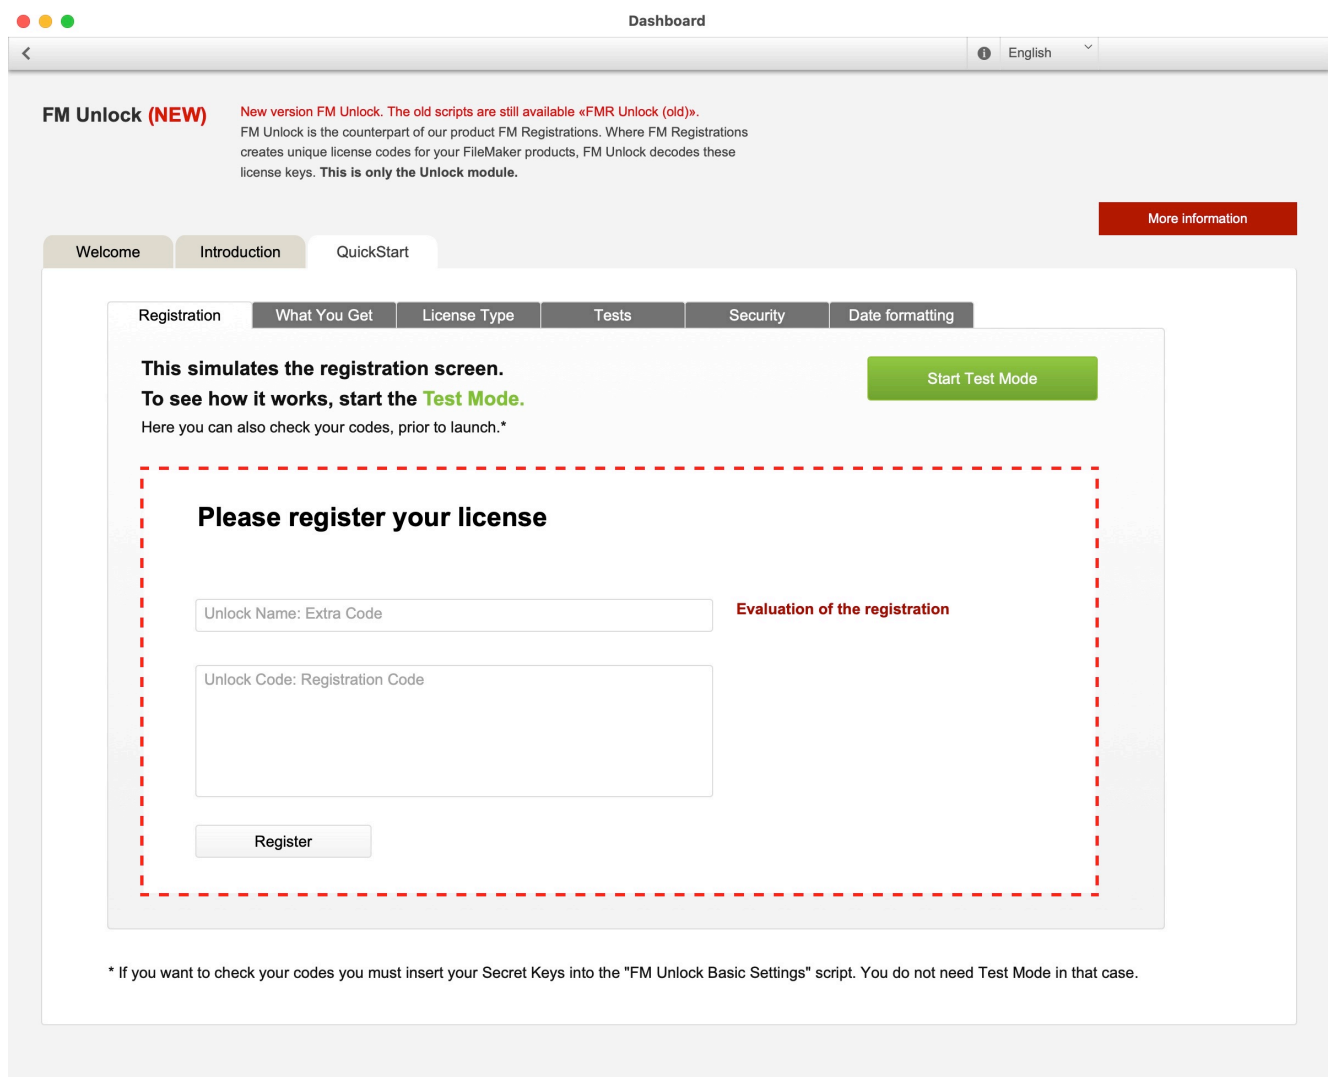 Dashboard
English
FM Unlock (NEW)
New version FM Unlock. The old scripts are still available «FMR Unlock (old)».
FM Unlock is the counterpart of our product FM Registrations. Where FM Registrations
creates unique license codes for your FileMaker products, FM Unlock decodes these
license keys. This is only the Unlock module.
More information
Welcome
Introduction
QuickStart
Registration
What You Get
License Type
Tests
Security
Date formatting
This simulates the registration screen.
To see how it works, start the Test Mode.
Here you can also check your codes, prior to launch.*
Start Test Mode
Please register your license
Unlock Name: Extra Code
Evaluation of the registration
Unlock Code: Registration Code
Register
* If you want to check your codes you must insert your Secret Keys into the "FM Unlock Basic Settings" script. You do not need Test Mode in that case.